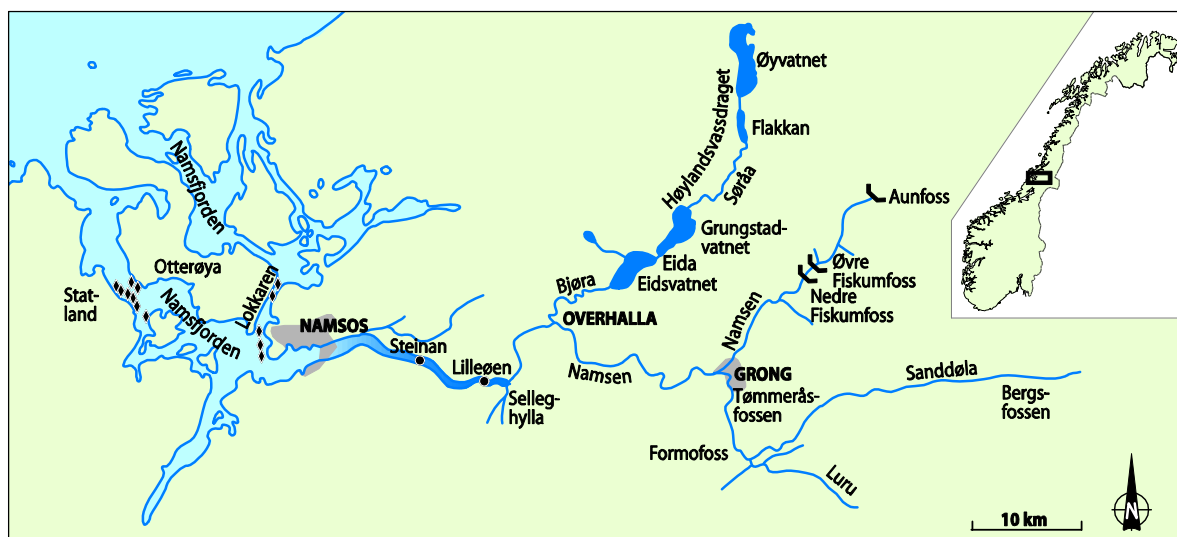 Øyvatnet
Høylandsvassdraget
Flakkan
Søråa
Namsfjorden
Aunfoss
Grungstad-
vatnet
Otterøya
Eida
Eidsvatnet
Øvre
Fiskumfoss
Bjøra
Stat-
land
Namsfjorden
Lokkaren
Nedre
Fiskumfoss
NAMSOS
OVERHALLA
Namsen
Steinan
Lilleøen
Namsen
GRONG
Sanddøla
Selleg-
hylla
Tømmerås-
fossen
Bergs-
fossen
Formofoss
Luru
N
10 km